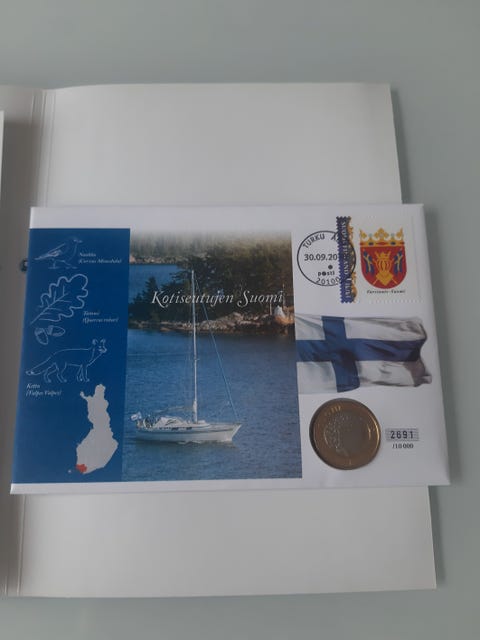 Naakka
(Corvus Monedula)
Tammi
(Quercus robur)
Kettu
(Vulpes Vulpes)
Kotiseutujen Suomi
TURKU
30.09.20
posti
20100
Varsinais-Suomi
2691
/10 000